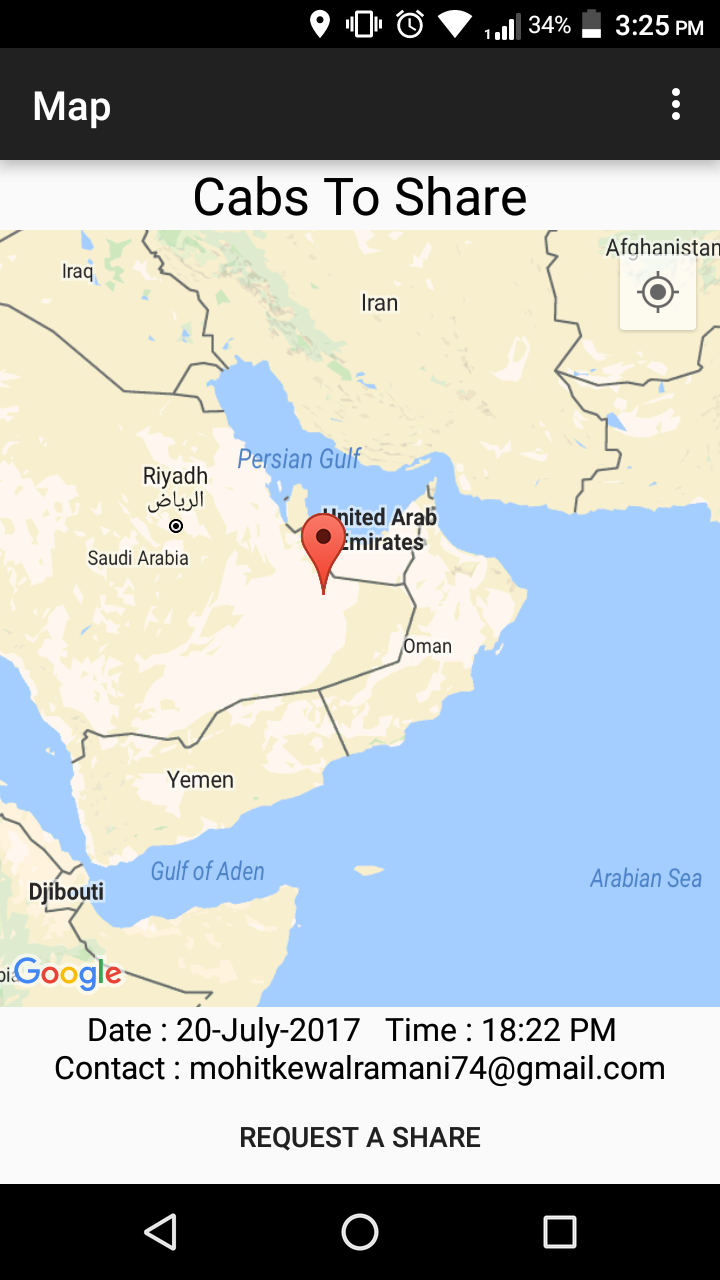 1 34% 3:25 PM
Map
Cabs To Share
Afghanistan
Iraq
Iran
Persian Gulf
Riyadh
الرياض
United Arab
Emirates
Saudi Arabia
Oman
Yemen
Gulf of Aden
Arabian Sea
Djibouti
Google
Date : 20-July-2017 Time : 18:22 PM
Contact : mohitkewalramani74@gmail.com
REQUEST A SHARE